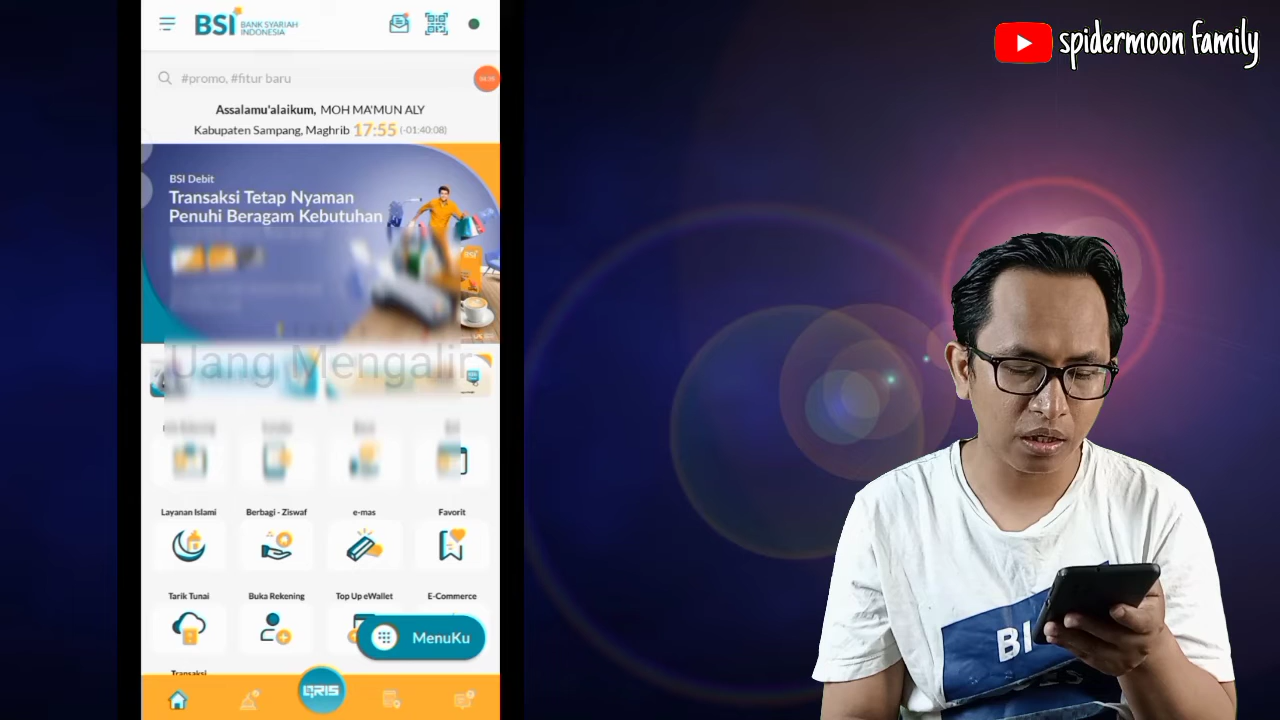 BSI BANK SYARIAH
INDONESIA
spidermoon family
#promo, #fitur baru
Assalamu'alaikum, MOH MA'MUN ALY
Kabupaten Sampang, Maghrib 17:55 (-01:40:08)
BSI Debit
Transaksi Tetap Nyaman
Penuhi Beragam Kebutuhan
BSI
Uang Mengalir
Layanan Islami
Berbagi - Ziswaf
e-mas
Favorit
Tarik Tunai
Buka Rekening
Top Up eWallet
E-Commerce
MenuKu
Transaksi
QRIS